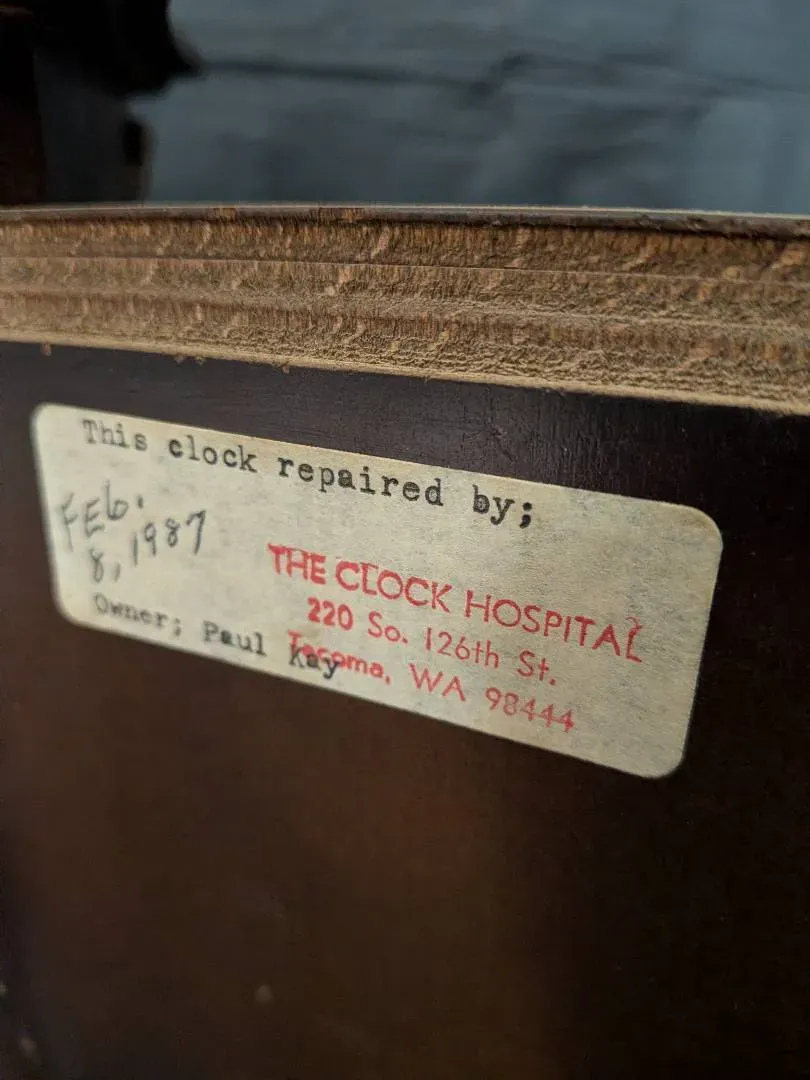 This clock repaired by;
FEb.
8, 1987
THE CLOCK HOSPITAL
220 So. 126th St.
Tacoma, WA 98444
Owner; Paul Kay